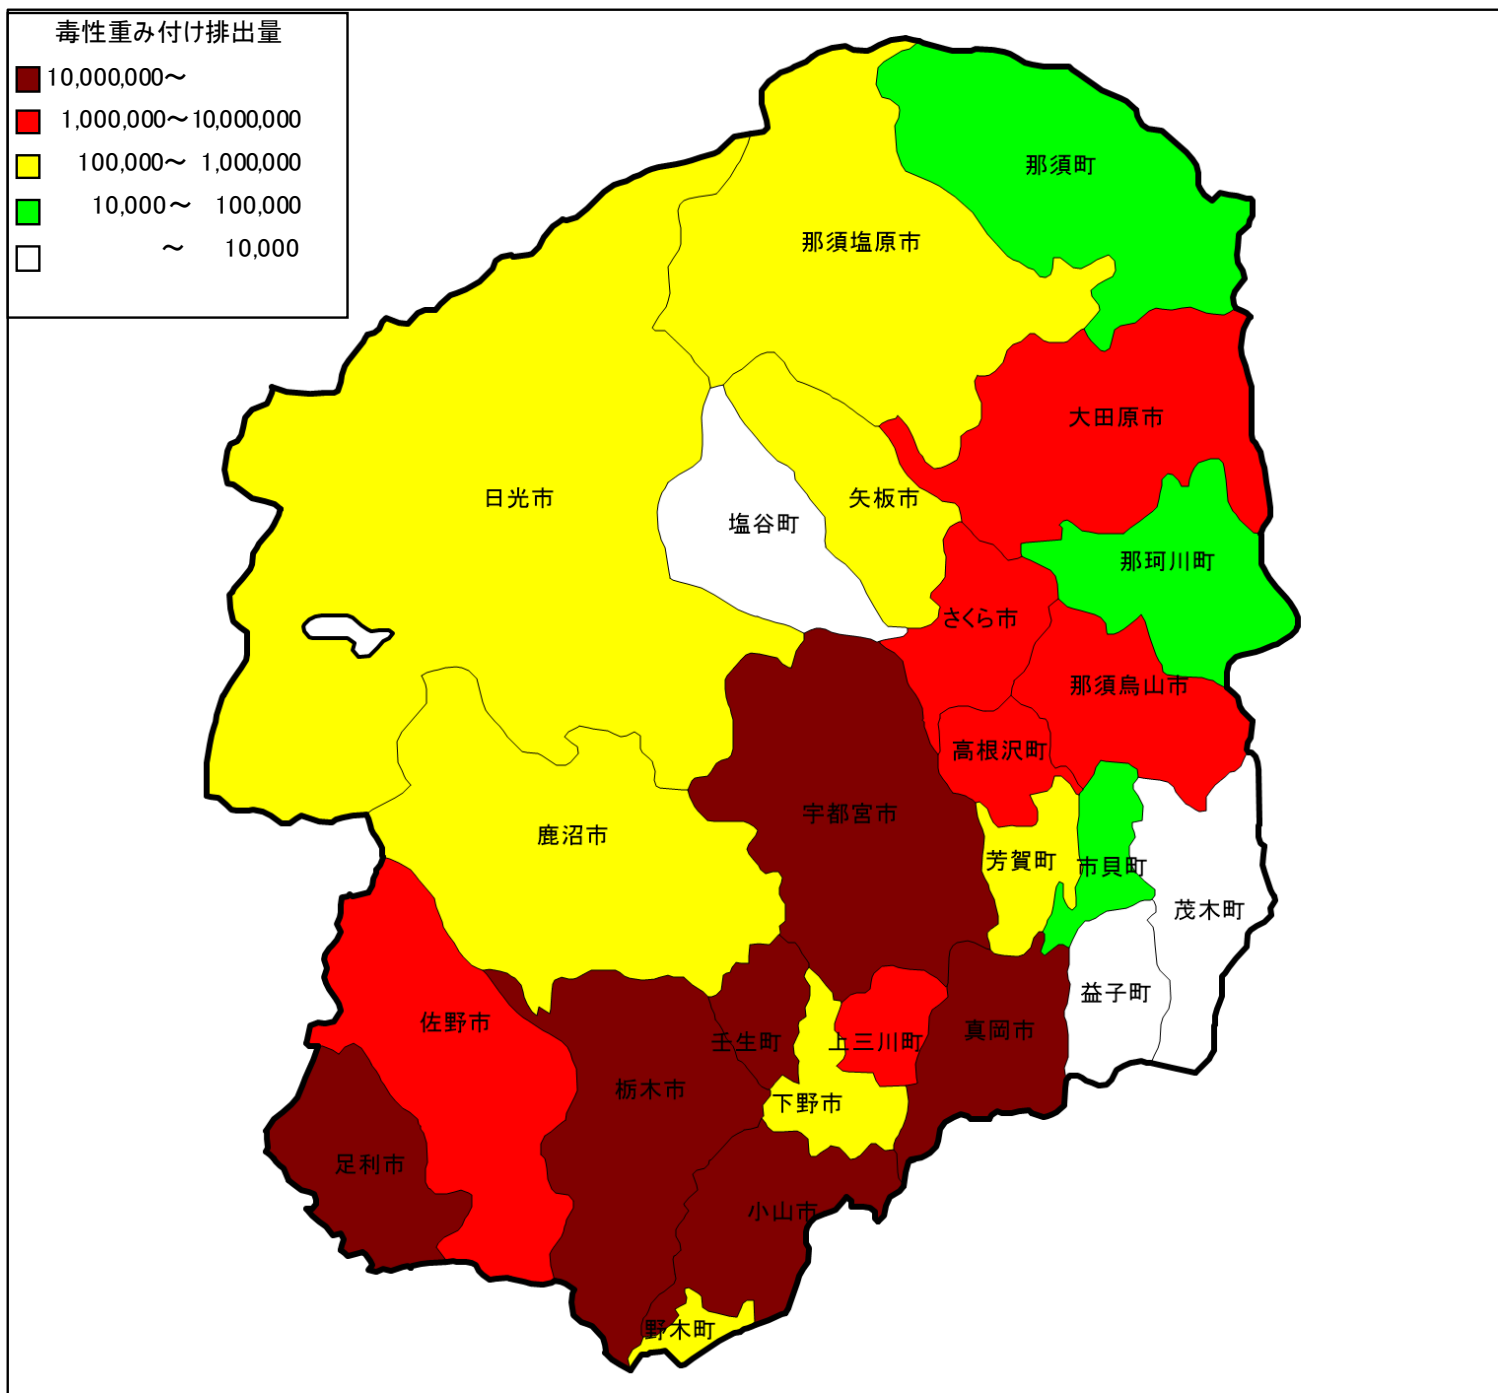 毒性重み付け排出量
10,000,000～
1,000,000～10,000,000
100,000～ 1,000,000
10,000～ 100,000
～ 10,000
那須町
那須塩原市
大田原市
日光市
矢板市
塩谷町
那珂川町
さくら市
那須烏山市
高根沢町
宇都宮市
鹿沼市
芳賀町
市貝町
茂木町
益子町
佐野市
壬生町
上三川町
真岡市
栃木市
下野市
足利市
小山市
野木町